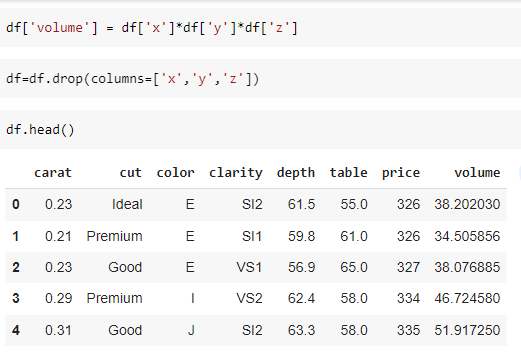 df['volume'] = df['x']*df['y']*df['z']
df=df.drop(columns=['x','y','z'])
df.head()
carat cut color clarity depth table price volume
0 0.23 Ideal E SI2 61.5 55.0 326 38.202030
1 0.21 Premium E SI1 59.8 61.0 326 34.505856
2 0.23 Good E VS1 56.9 65.0 327 38.076885
3 0.29 Premium I VS2 62.4 58.0 334 46.724580
4 0.31 Good J SI2 63.3 58.0 335 51.917250